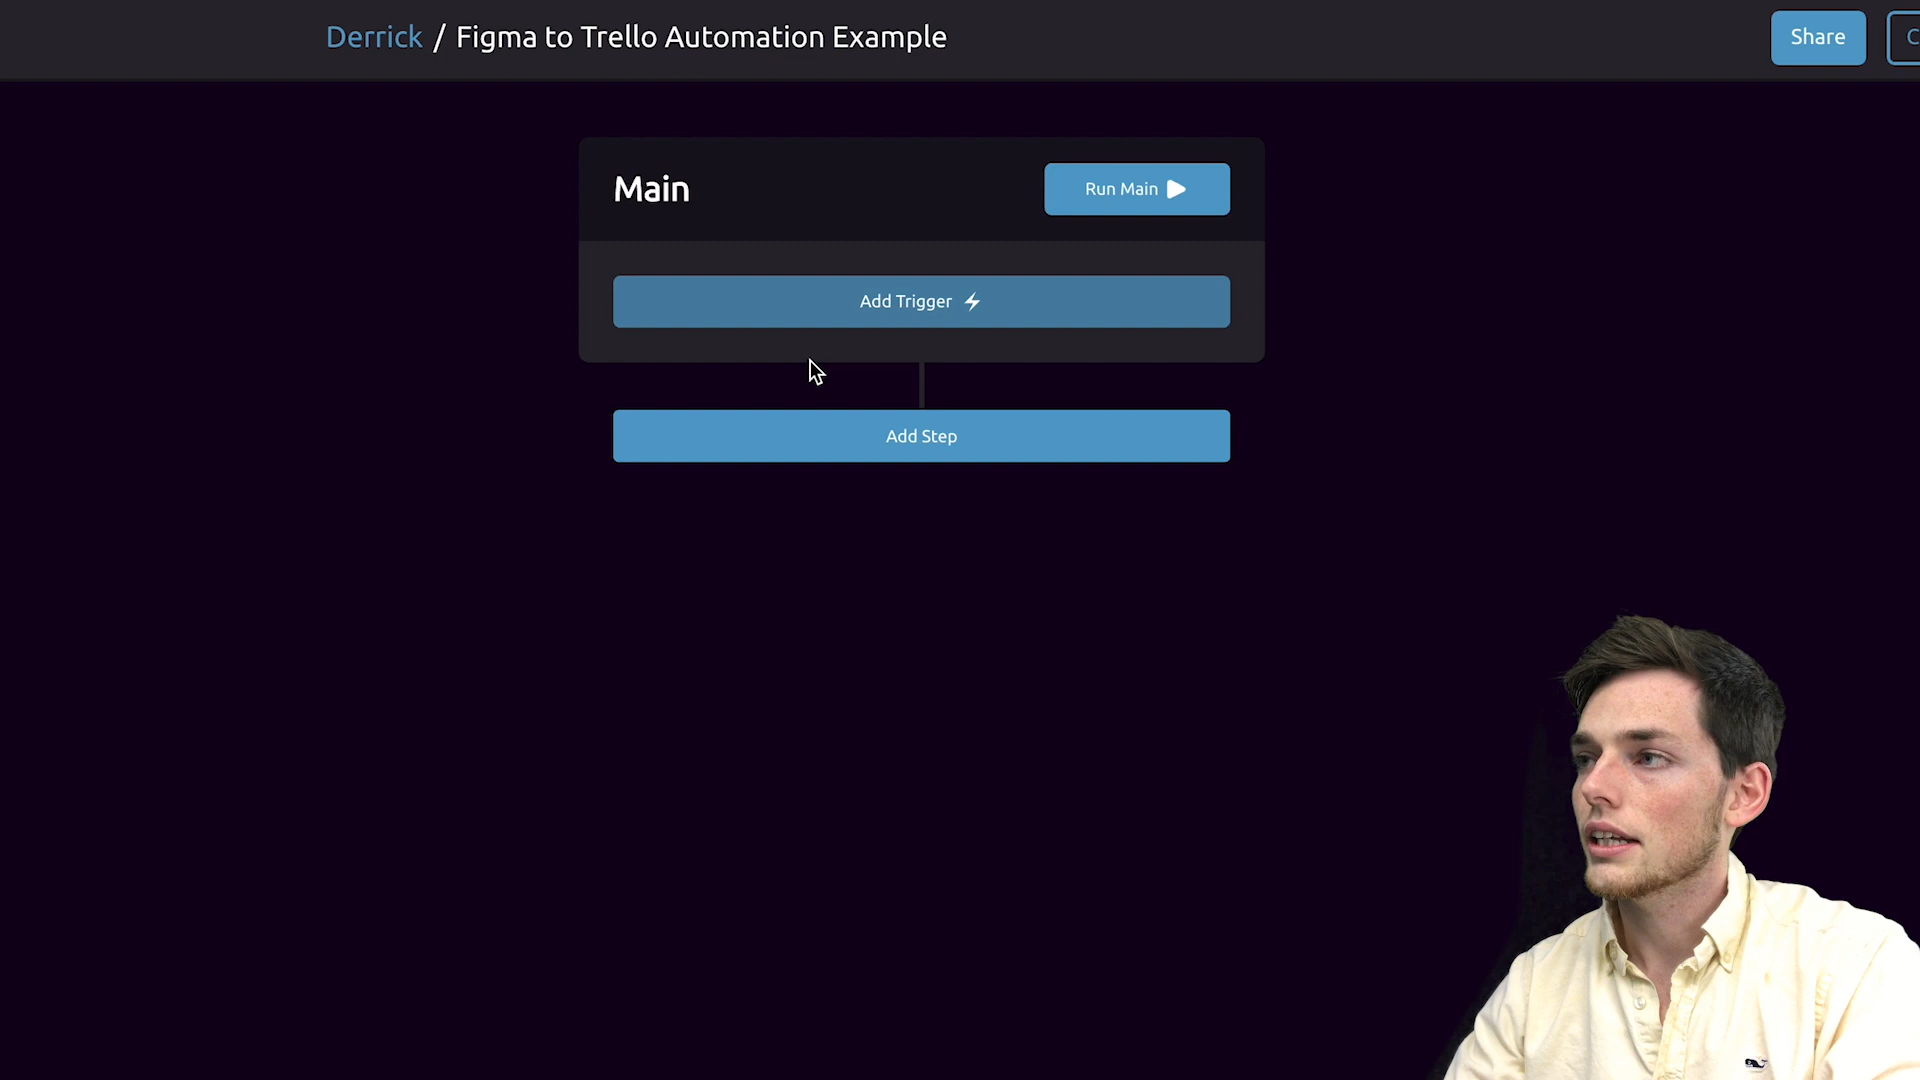 Derrick / Figma to Trello Automation Example
Share
C
Main
Run Main
Add Trigger
Add Step